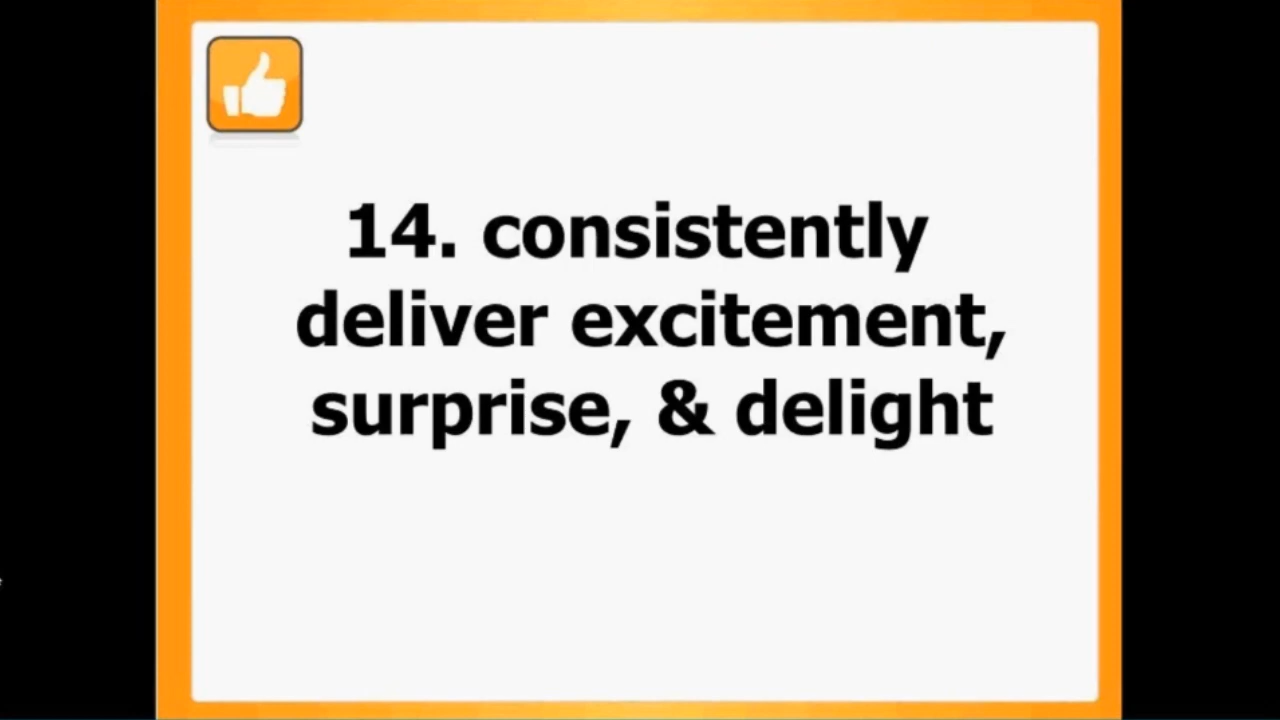 14. consistently
deliver excitement,
surprise, & delight